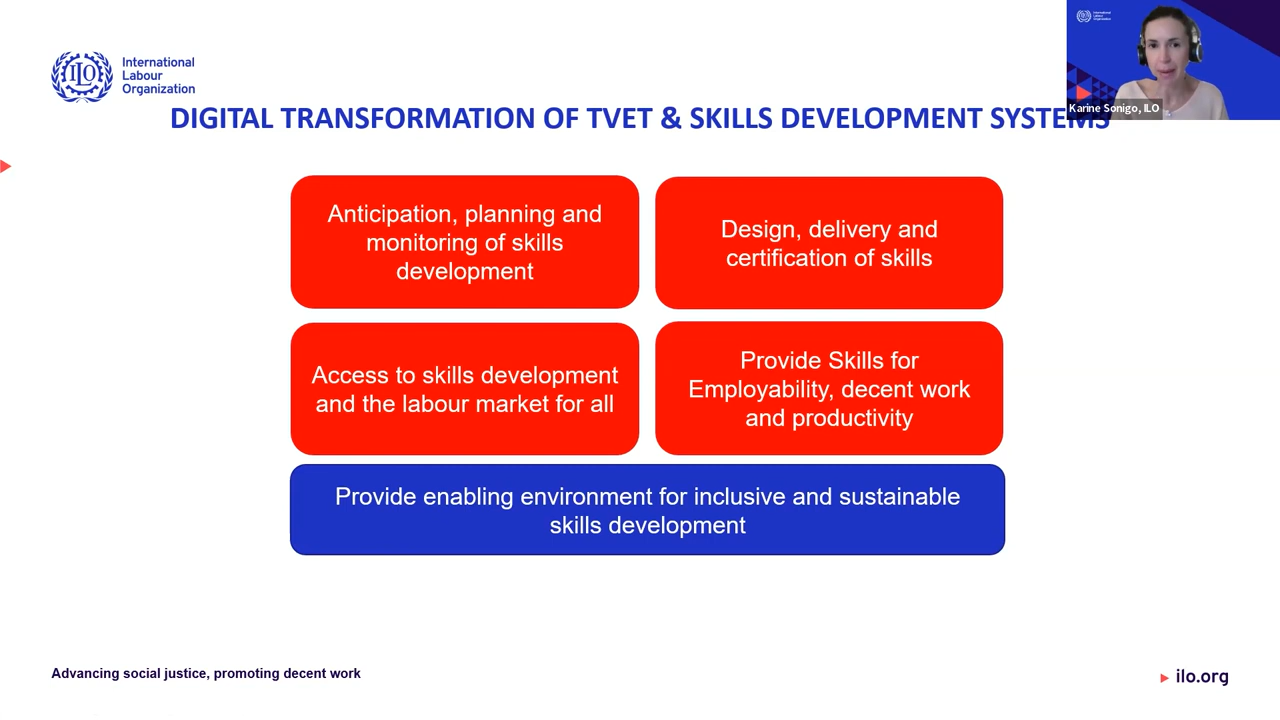 International
Labour
Organization
ILO
Karine Sonigo, ILO
DIGITAL TRANSFORMATION OF TVET & SKILLS DEVELOPMENT SYSTEMS
Anticipation, planning and
monitoring of skills
development
Design, delivery and
certification of skills
Access to skills development
and the labour market for all
Provide Skills for
Employability, decent work
and productivity
Provide enabling environment for inclusive and sustainable
skills development
Advancing social justice, promoting decent work
ilo.org